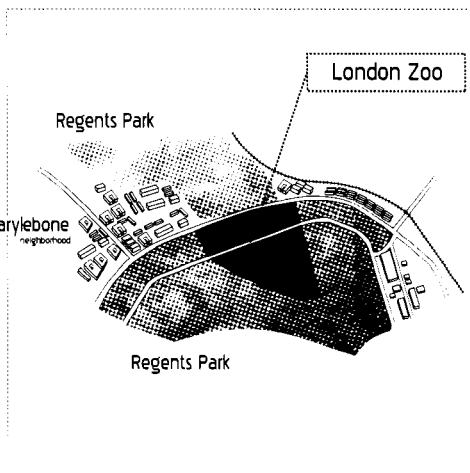 London Zoo
Regents Park
arylebone
neighborhood
Regents Park